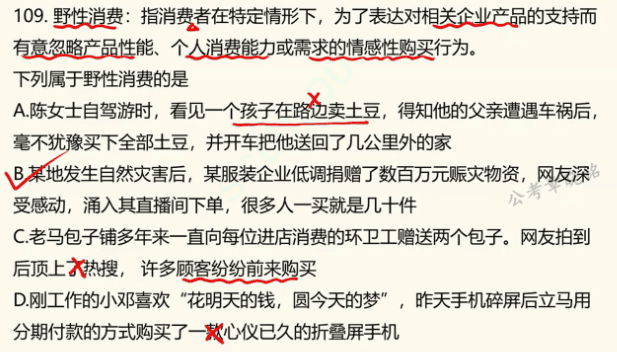 109. 野性消费：指消费者在特定情形下，为了表达对相关企业产品的支持而
有意忽略产品性能、个人消费能力或需求的情感性购买行为。
下列属于野性消费的是
A.陈女士自驾游时，看见一个孩子在路边卖土豆，得知他的父亲遭遇车祸后，
毫不犹豫买下全部土豆，并开车把他送回了几公里外的家
B.某地发生自然灾害后，某服装企业低调捐赠了数百万元赈灾物资，网友深
受感动，涌入其直播间下单，很多人一买就是几十件
C.老马包子铺多年来一直向每位进店消费的环卫工赠送两个包子。网友拍到
后顶上了热搜，许多顾客纷纷前来购买
D.刚工作的小邓喜欢“花明天的钱，圆今天的梦”，昨天手机碎屏后立马用
分期付款的方式购买了一款心仪已久的折叠屏手机